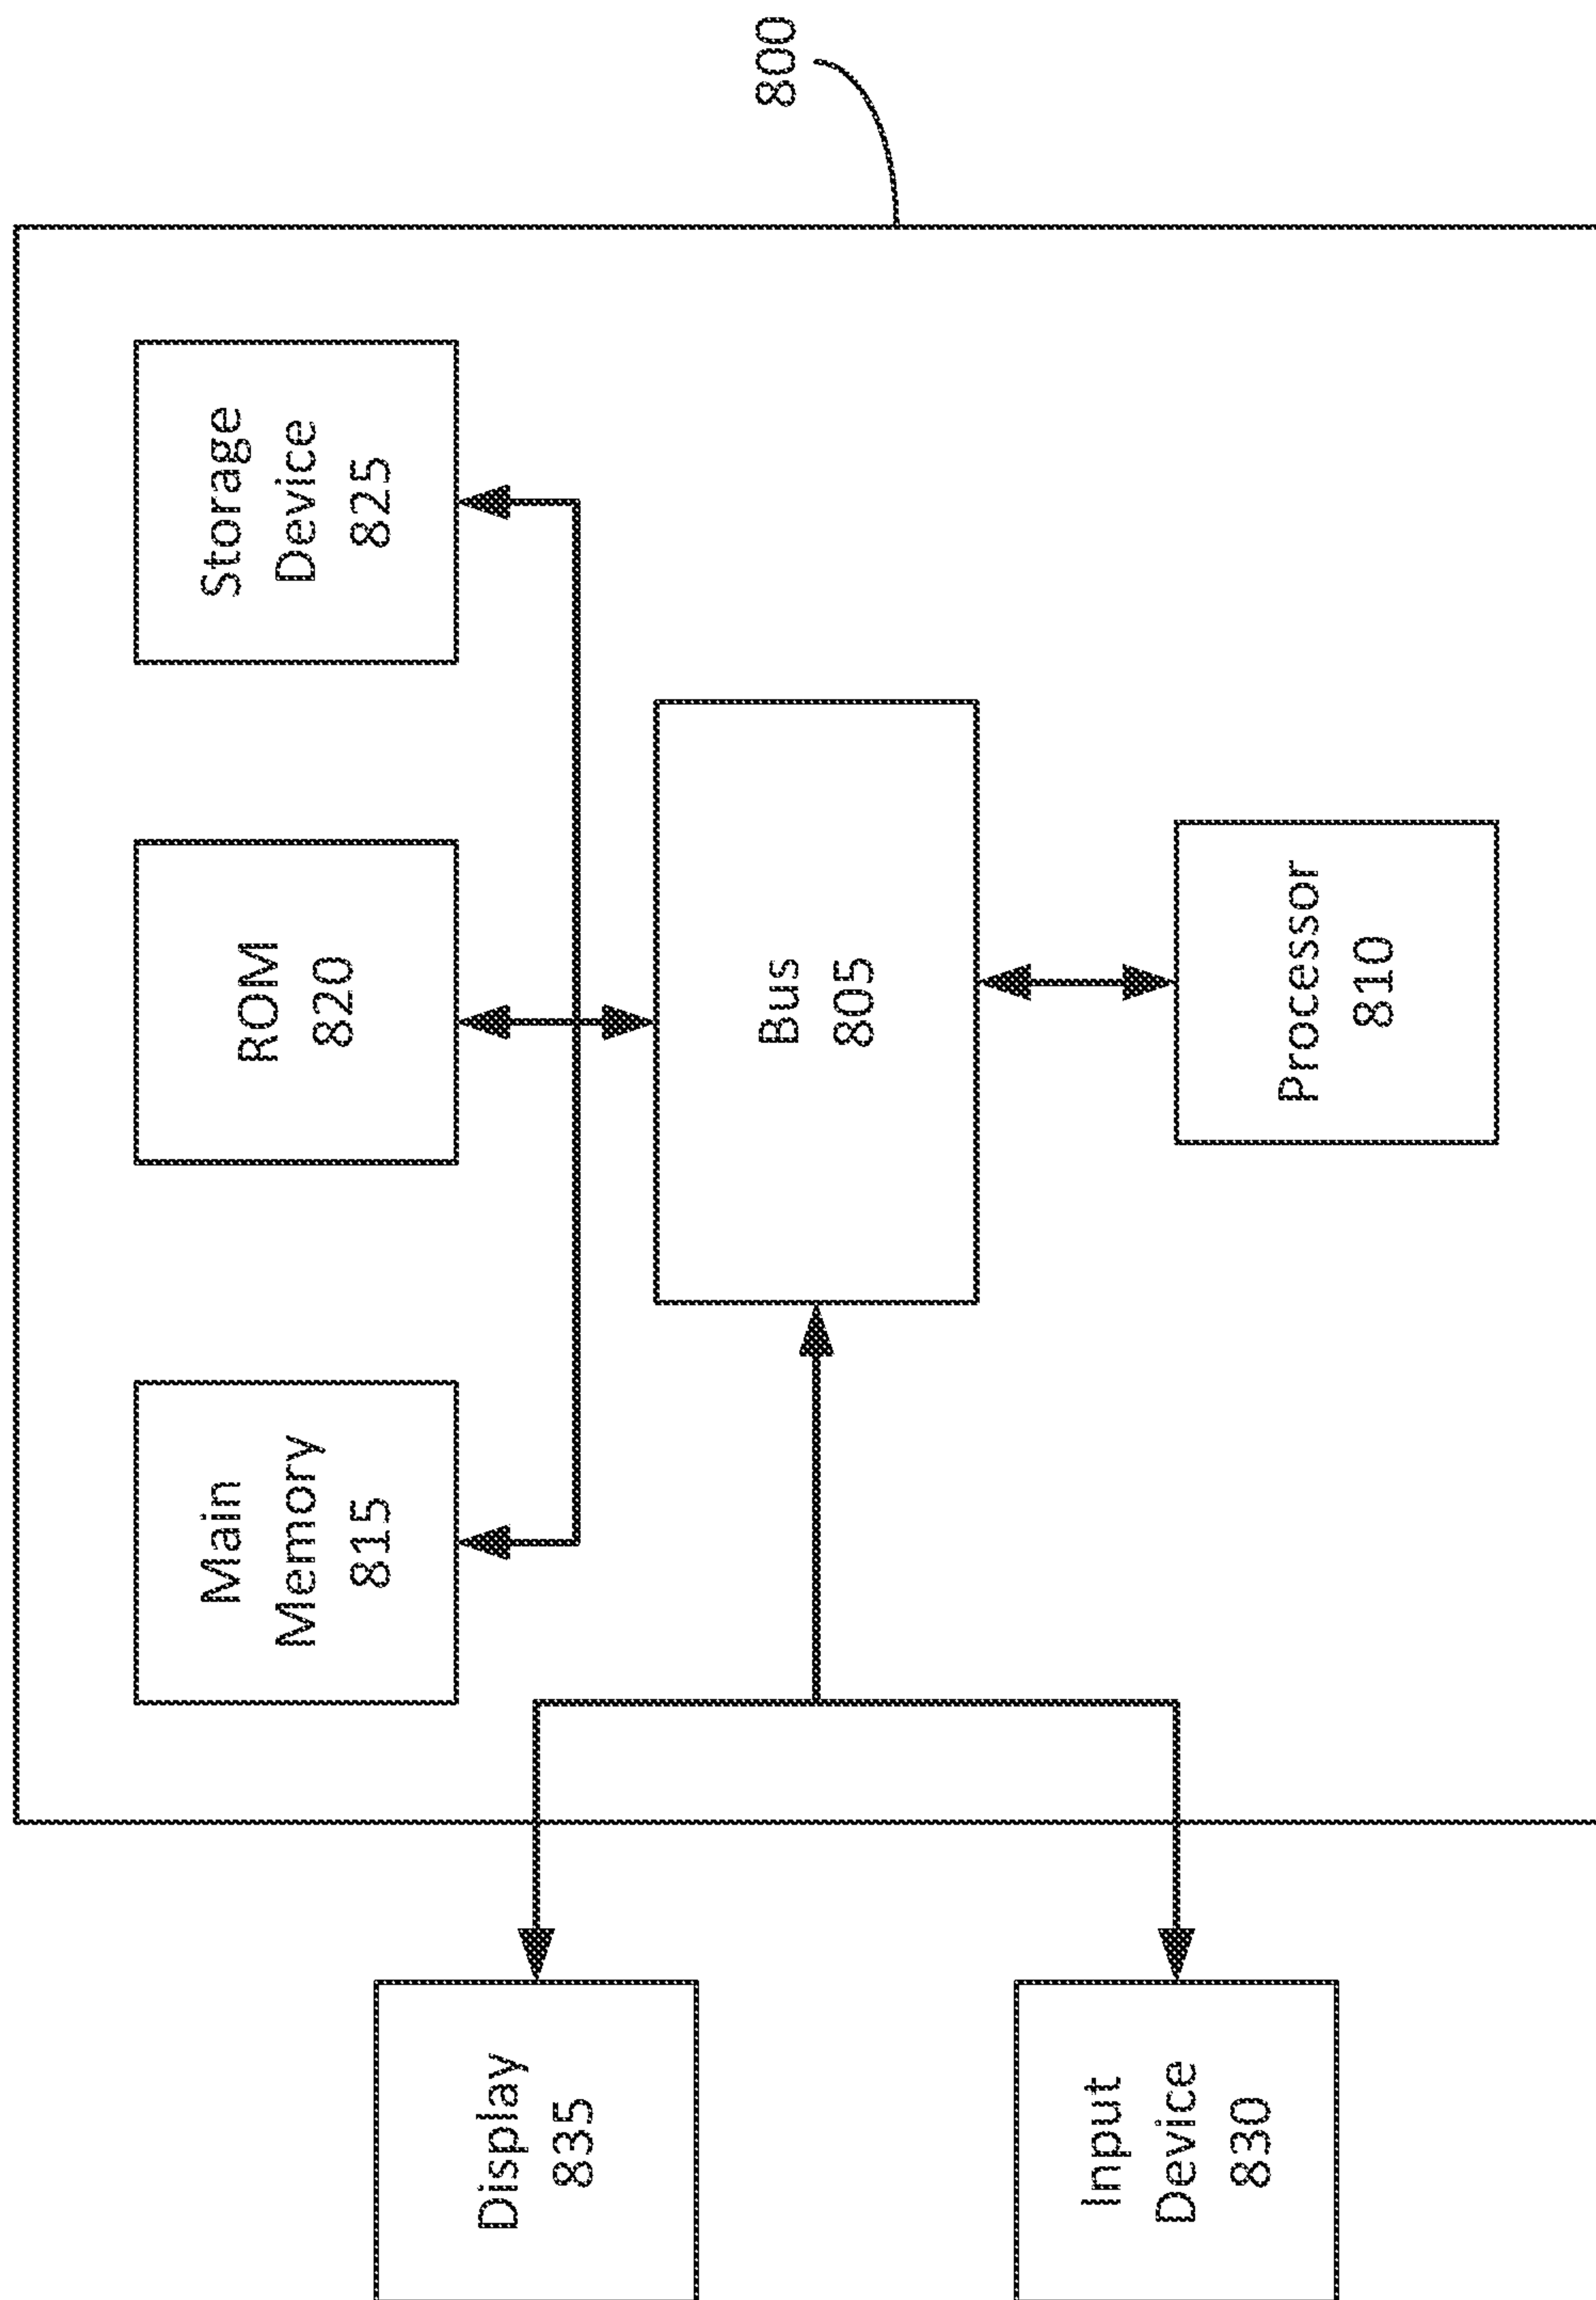 800
Main
Memory
815
ROM
820
Storage
Device
825
Display
835
Bus
805
Input
Device
830
Processor
810